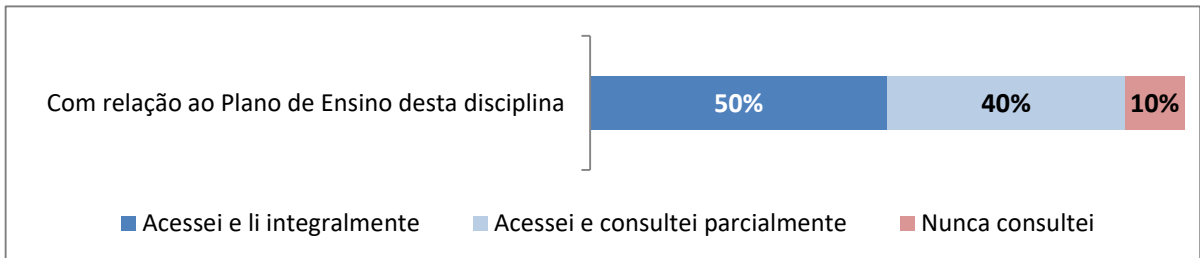 Com relação ao Plano de Ensino desta disciplina
50%
40%
10%
Acessei e li integralmente
Acessei e consultei parcialmente
Nunca consultei